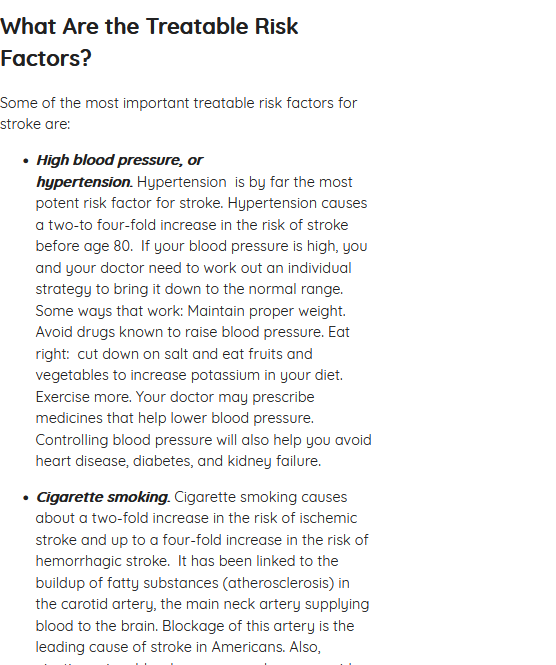 What Are the Treatable Risk
Factors?
Some of the most important treatable risk factors for
stroke are:
• High blood pressure, or
hypertension. Hypertension  is by far the most
potent risk factor for stroke. Hypertension causes
a two-to four-fold increase in the risk of stroke
before age 80.  If your blood pressure is high, you
and your doctor need to work out an individual
strategy to bring it down to the normal range.
Some ways that work: Maintain proper weight.
Avoid drugs known to raise blood pressure. Eat
right:  cut down on salt and eat fruits and
vegetables to increase potassium in your diet.
Exercise more. Your doctor may prescribe
medicines that help lower blood pressure.
Controlling blood pressure will also help you avoid
heart disease, diabetes, and kidney failure.
• Cigarette smoking. Cigarette smoking causes
about a two-fold increase in the risk of ischemic
stroke and up to a four-fold increase in the risk of
hemorrhagic stroke.  It has been linked to the
buildup of fatty substances (atherosclerosis) in
the carotid artery, the main neck artery supplying
blood to the brain. Blockage of this artery is the
leading cause of stroke in Americans. Also,